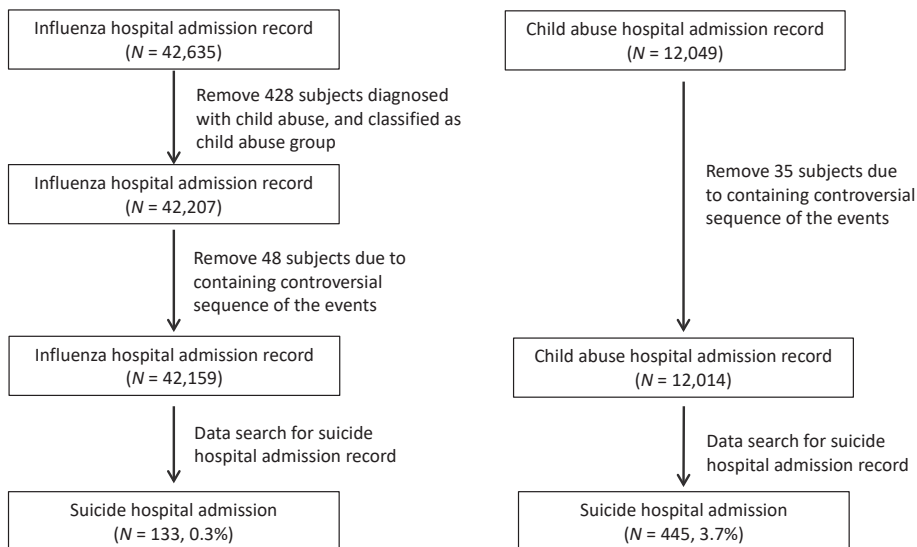 Influenza hospital admission record
(N = 42,635)
Remove 428 subjects diagnosed
with child abuse, and classified as
child abuse group
Influenza hospital admission record
(N = 42,207)
Remove 48 subjects due to
containing controversial
sequence of the events
Influenza hospital admission record
(N = 42,159)
Data search for suicide
hospital admission record
Suicide hospital admission
(N = 133, 0.3%)
Child abuse hospital admission record
(N = 12,049)
Remove 35 subjects due
to containing controversial
sequence of the events
Child abuse hospital admission record
(N = 12,014)
Data search for suicide
hospital admission record
Suicide hospital admission
(N = 445, 3.7%)